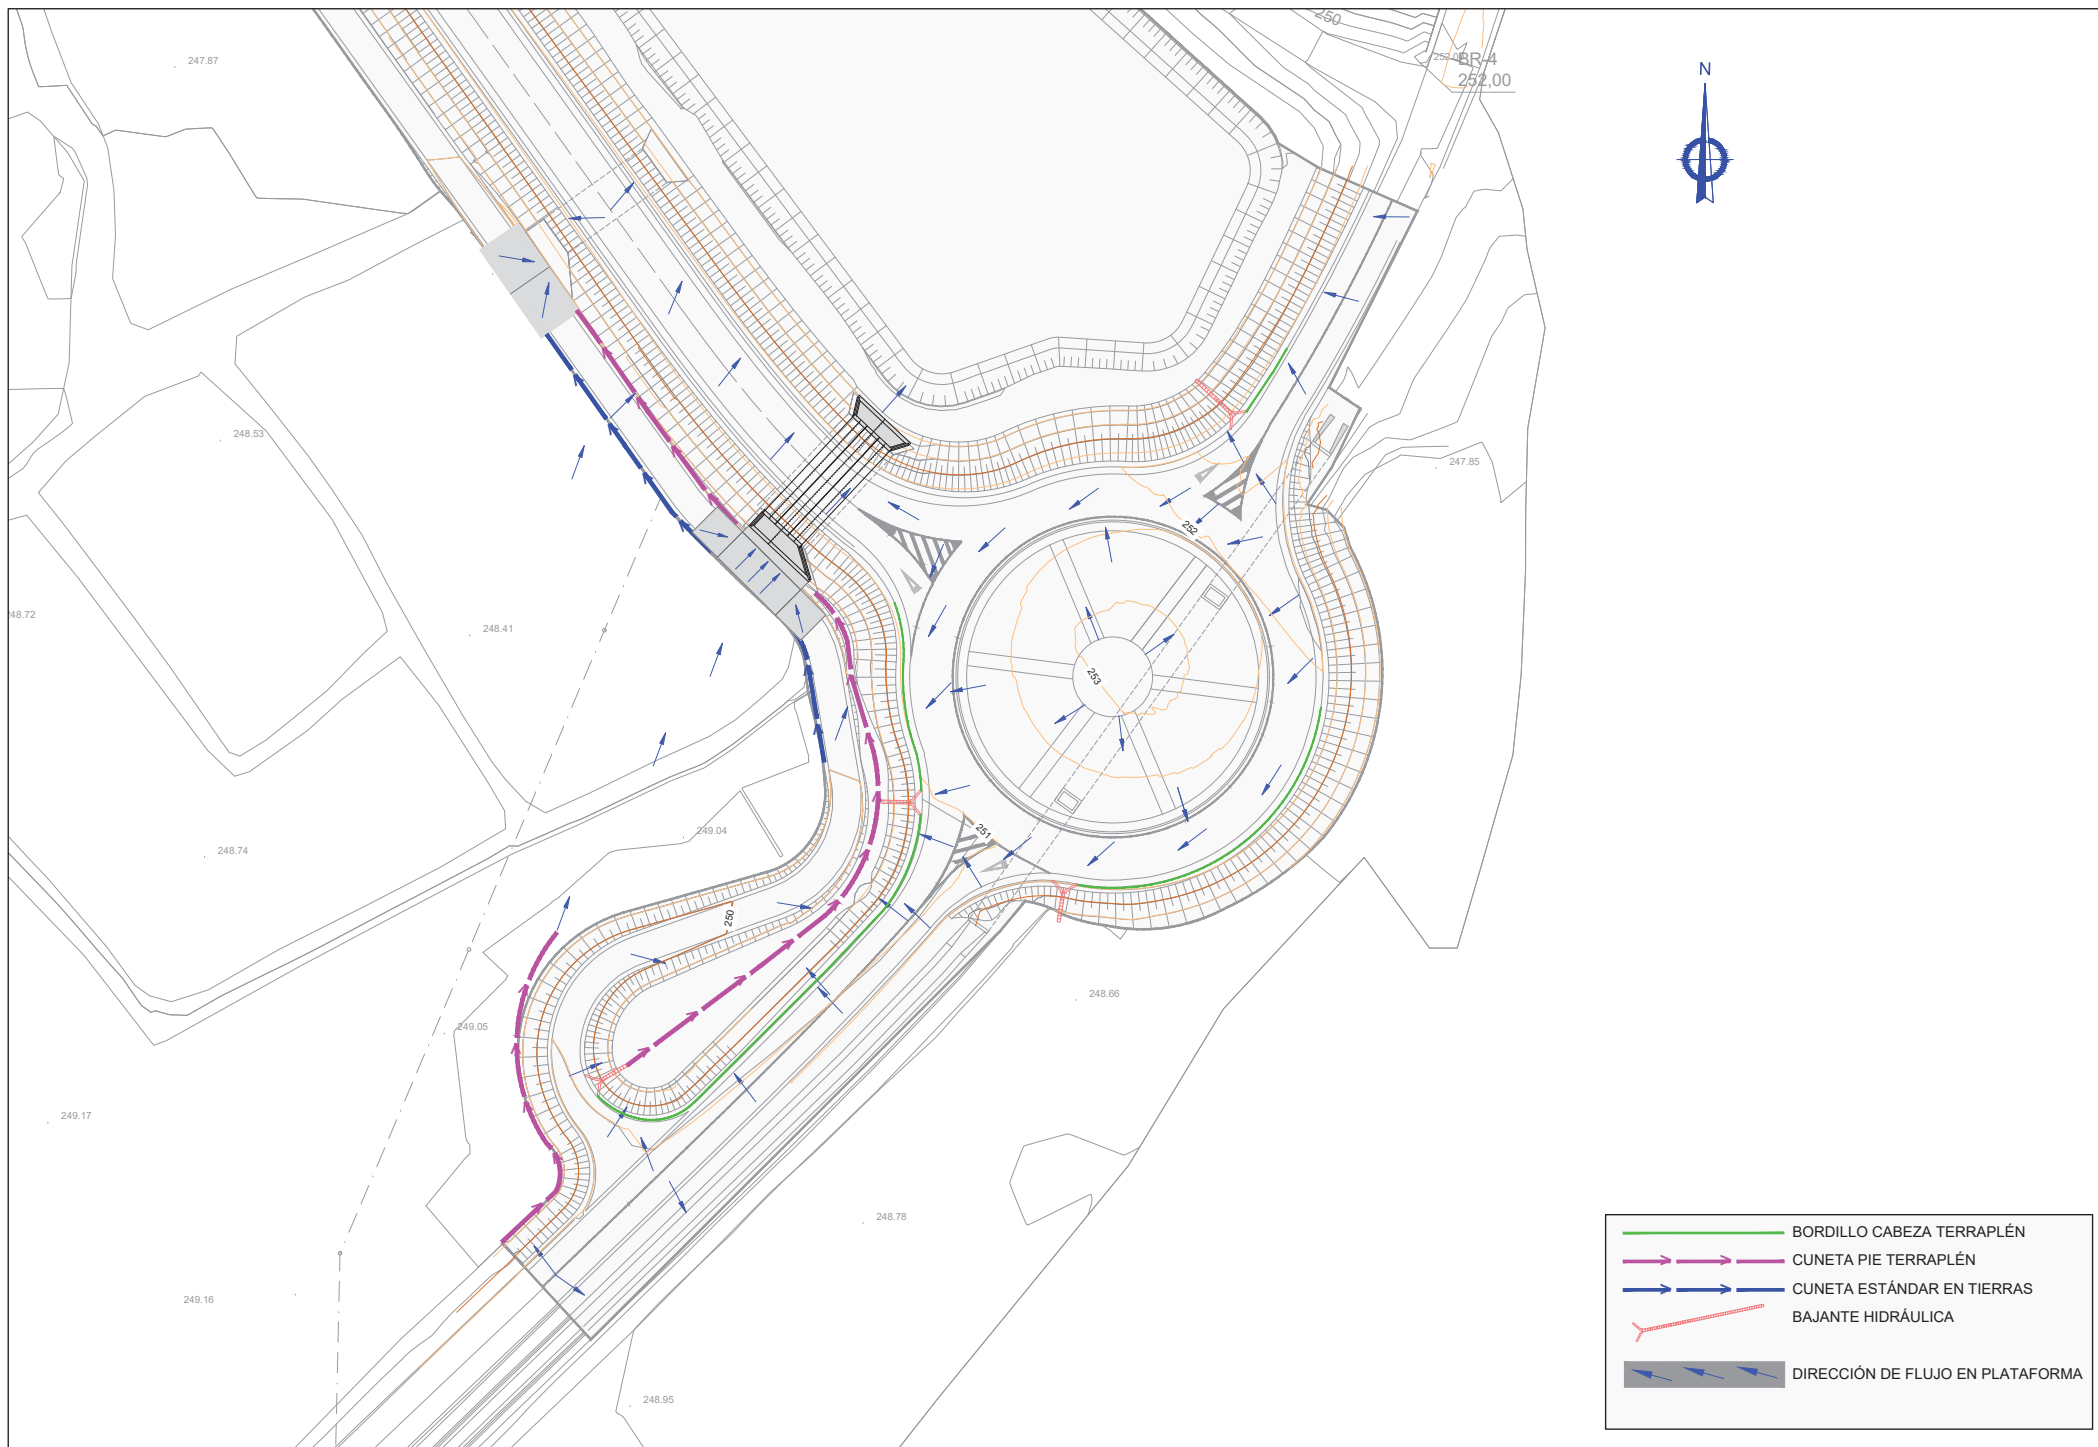 250
247.87
252.00
BR-4
252,00
N
248.53
247.85
252
248.72
248.41
253
251
249.04
248.74
250
248.66
249.05
249.17
248.78
249.16
248.95
BORDILLO CABEZA TERRAPLÉN
CUNETA PIE TERRAPLÉN
CUNETA ESTÁNDAR EN TIERRAS
BAJANTE HIDRÁULICA
DIRECCIÓN DE FLUJO EN PLATAFORMA